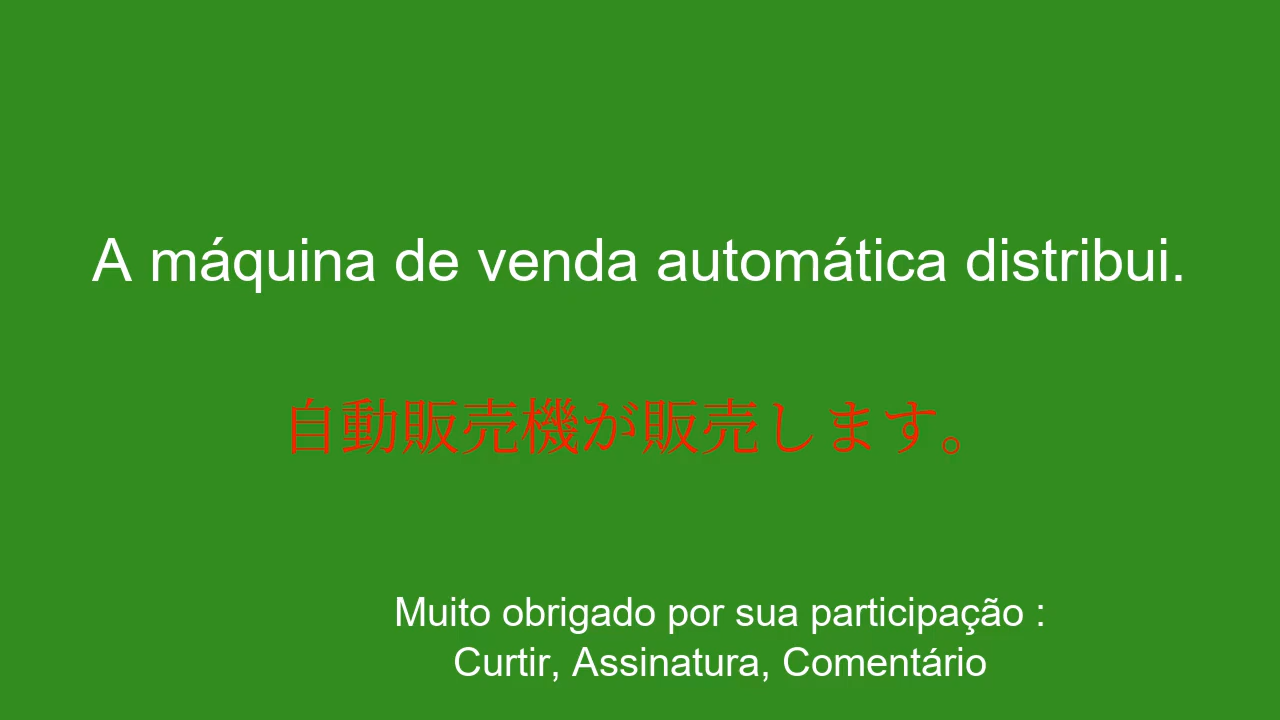 A máquina de venda automática distribui.
自動販売機が販売します。
Muito obrigado por sua participação :
Curtir, Assinatura, Comentário